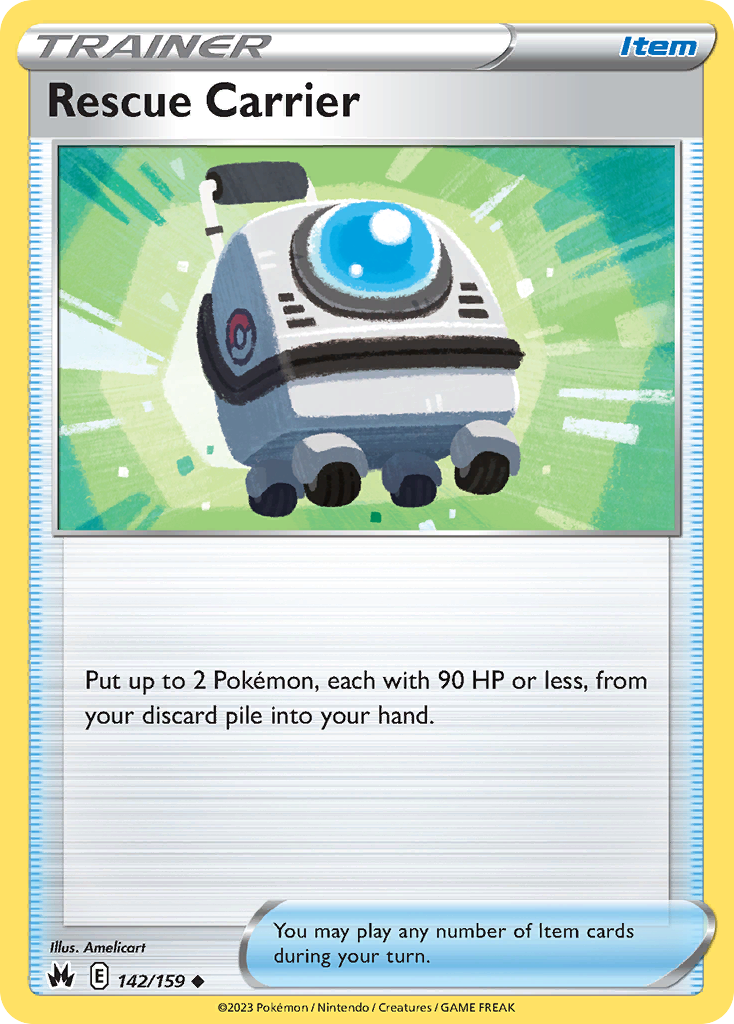 TRAINER
Item
Rescue Carrier
Put up to 2 Pokémon, each with 90 HP or less, from
your discard pile into your hand.
You may play any number of Item cards
during your turn.
Illus. Amelicart
E 142/159
©2023 Pokémon / Nintendo / Creatures / GAME FREAK